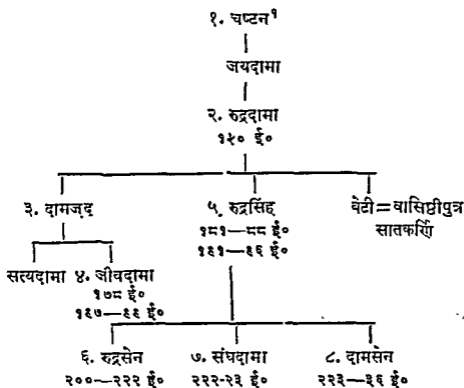 १. चष्टन¹
जयदामा
२. रुद्रदामा
१५० ई०
३. दामज़द ५. रुद्रसिंह बेटी=वासिष्ठीपुत्र
१८१—८८ ई० सातकर्णि
१९१—९६ ई०
सत्यदामा ४. जीवदामा
१७८ ई०
१९७—९९ ई०
६. रुद्रसेन ७. संघदामा ८. दामसेन
२००—२२२ ई० २२२-२३ ई० २२३—३६ ई०